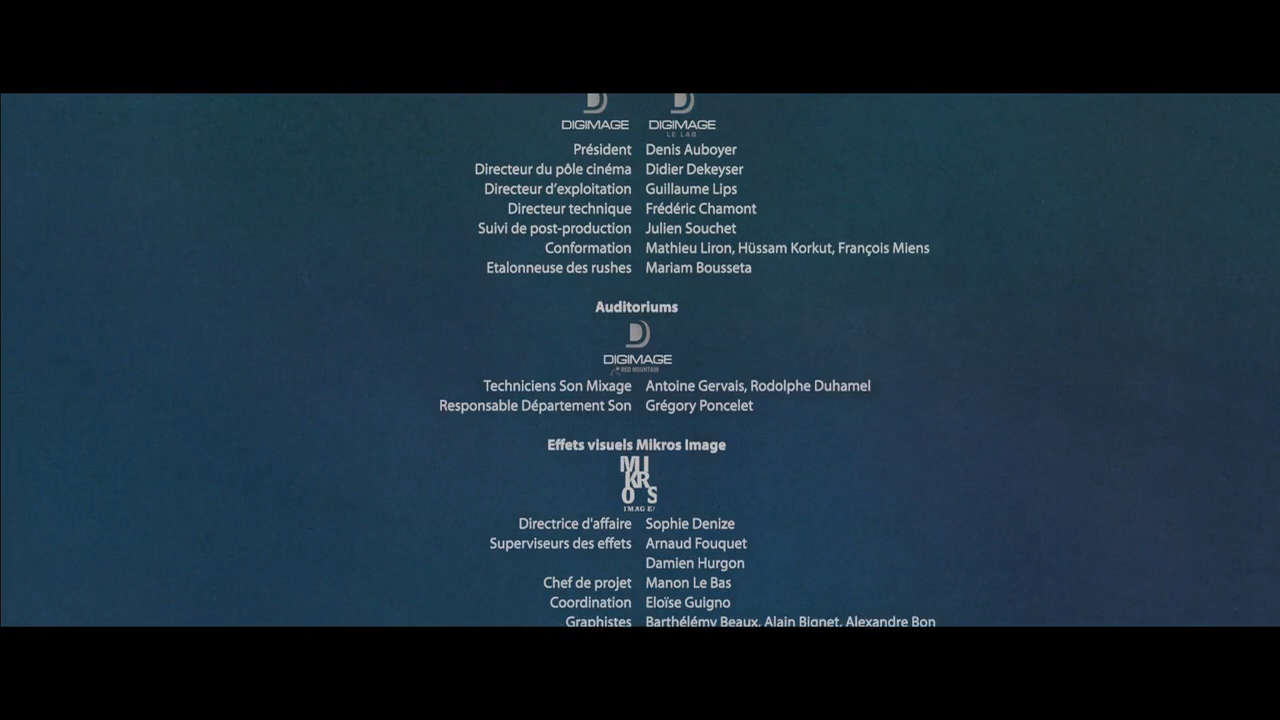 DIGIMAGE DIGIMAGE
LE LAB
Président Denis Auboyer
Directeur du pôle cinéma Didier Dekeyser
Directeur d’exploitation Guillaume Lips
Directeur technique Frédéric Chamont
Suivi de post-production Julien Souchet
Conformation Mathieu Liron, Hüssam Korkut, François Miens
Etalonneuse des rushes Mariam Bousseta
Auditoriums
DIGIMAGE
RED MOUNTAIN
Techniciens Son Mixage Antoine Gervais, Rodolphe Duhamel
Responsable Département Son Grégory Poncelet
Effets visuels Mikros Image
MIKROS
IMAGE/
Directrice d'affaire Sophie Denize
Superviseurs des effets Arnaud Fouquet
Damien Hurgon
Chef de projet Manon Le Bas
Coordination Eloïse Guigno
Graphistes Barthélémy Beaux, Alain Bignet, Alexandre Bon